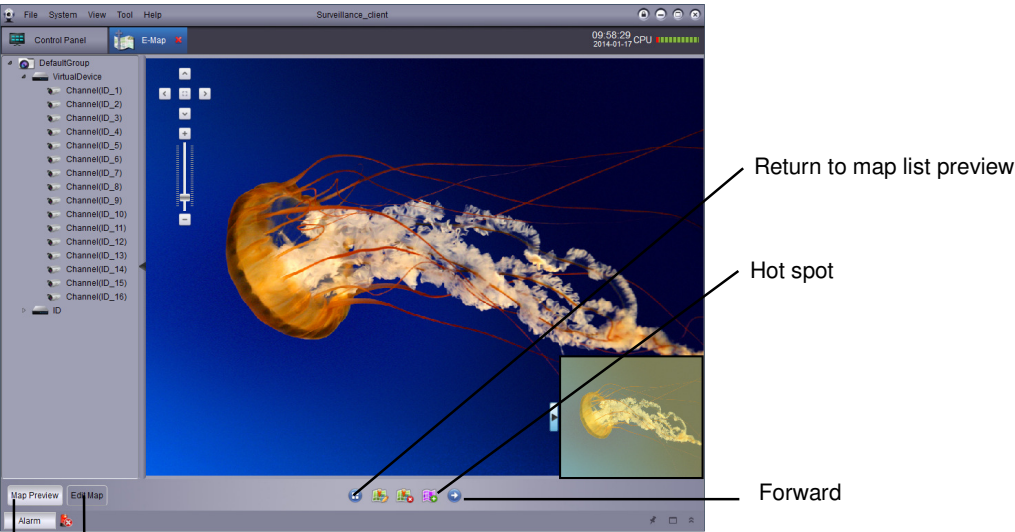 File System View Tool Help Surveillance_client
Control Panel E-Map 09:58:29 CPU
2014-01-17
DefaultGroup
VirtualDevice
Channel(ID_1)
Channel(ID_2)
Channel(ID_3)
Channel(ID_4)
Channel(ID_5)
Channel(ID_6)
Channel(ID_7)
Channel(ID_8)
Channel(ID_9)
Channel(ID_10)
Channel(ID_11)
Channel(ID_12)
Channel(ID_13)
Channel(ID_14)
Channel(ID_15)
Channel(ID_16)
ID
Return to map list preview
Hot spot
Forward
Map Preview Edit Map
Alarm